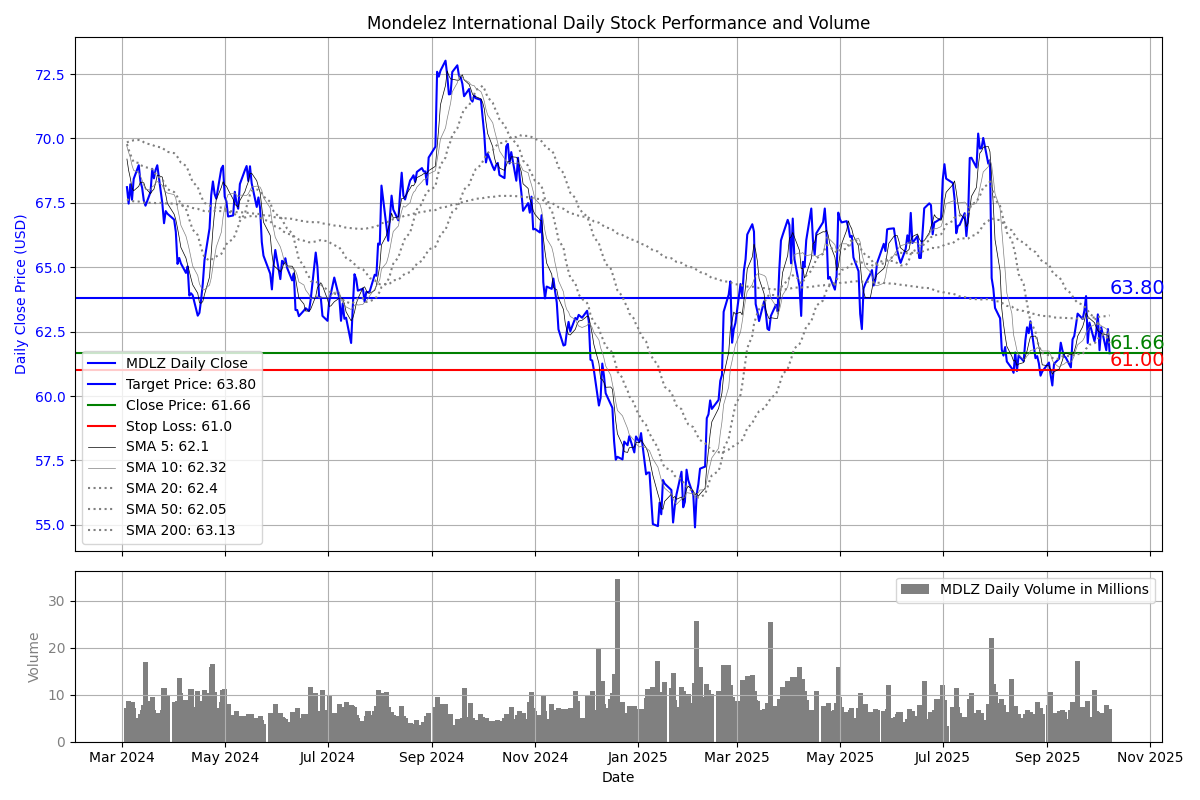 Mondelez International Daily Stock Performance and Volume
Daily Close Price (USD)
72.5
70.0
67.5
65.0
62.5
60.0
57.5
55.0
63.80
61.66
61.00
MDLZ Daily Close
Target Price: 63.80
Close Price: 61.66
Stop Loss: 61.0
SMA 5: 62.1
SMA 10: 62.32
SMA 20: 62.4
SMA 50: 62.05
SMA 200: 63.13
MDLZ Daily Volume in Millions
Volume
30
20
10
0
Mar 2024 May 2024 Jul 2024 Sep 2024 Nov 2024 Jan 2025 Mar 2025 May 2025 Jul 2025 Sep 2025 Nov 2025
Date